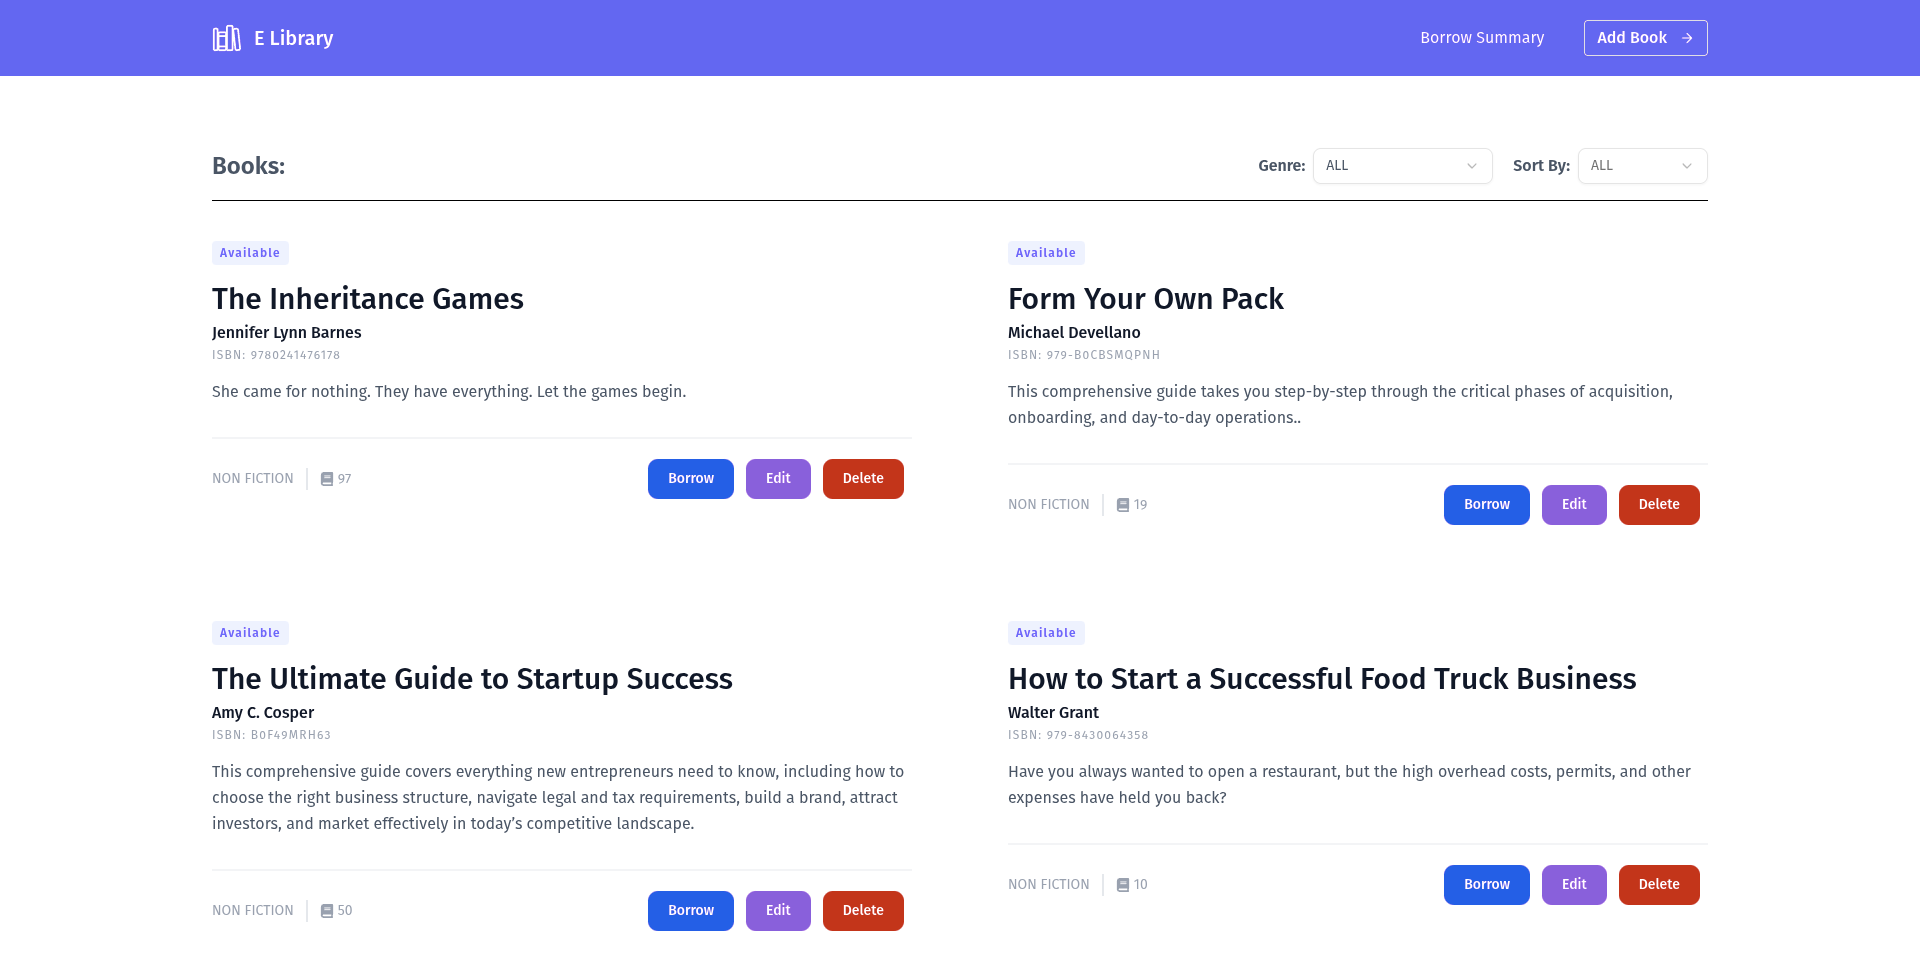 E Library
Borrow Summary
Add Book
Books:
Genre:
ALL
Sort By:
ALL
Available
The Inheritance Games
Jennifer Lynn Barnes
ISBN: 9780241476178
She came for nothing. They have everything. Let the games begin.
NON FICTION
97
Borrow
Edit
Delete
Available
Form Your Own Pack
Michael Devellano
ISBN: 979-B0CBSMQPNH
This comprehensive guide takes you step-by-step through the critical phases of acquisition,
onboarding, and day-to-day operations..
NON FICTION
19
Borrow
Edit
Delete
Available
The Ultimate Guide to Startup Success
Amy C. Cosper
ISBN: B0F49MRH63
This comprehensive guide covers everything new entrepreneurs need to know, including how to
choose the right business structure, navigate legal and tax requirements, build a brand, attract
investors, and market effectively in today’s competitive landscape.
NON FICTION
50
Borrow
Edit
Delete
Available
How to Start a Successful Food Truck Business
Walter Grant
ISBN: 979-8430064358
Have you always wanted to open a restaurant, but the high overhead costs, permits, and other
expenses have held you back?
NON FICTION
10
Borrow
Edit
Delete